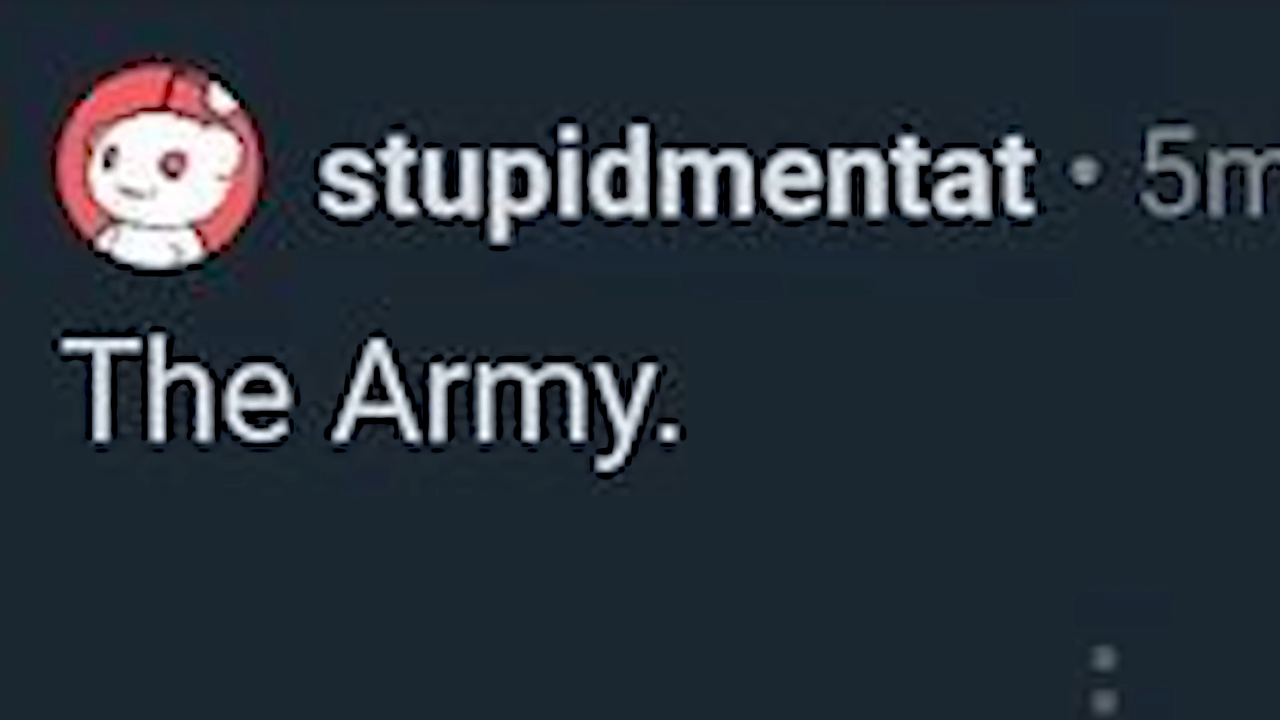 stupidmentat • 5m
The Army.